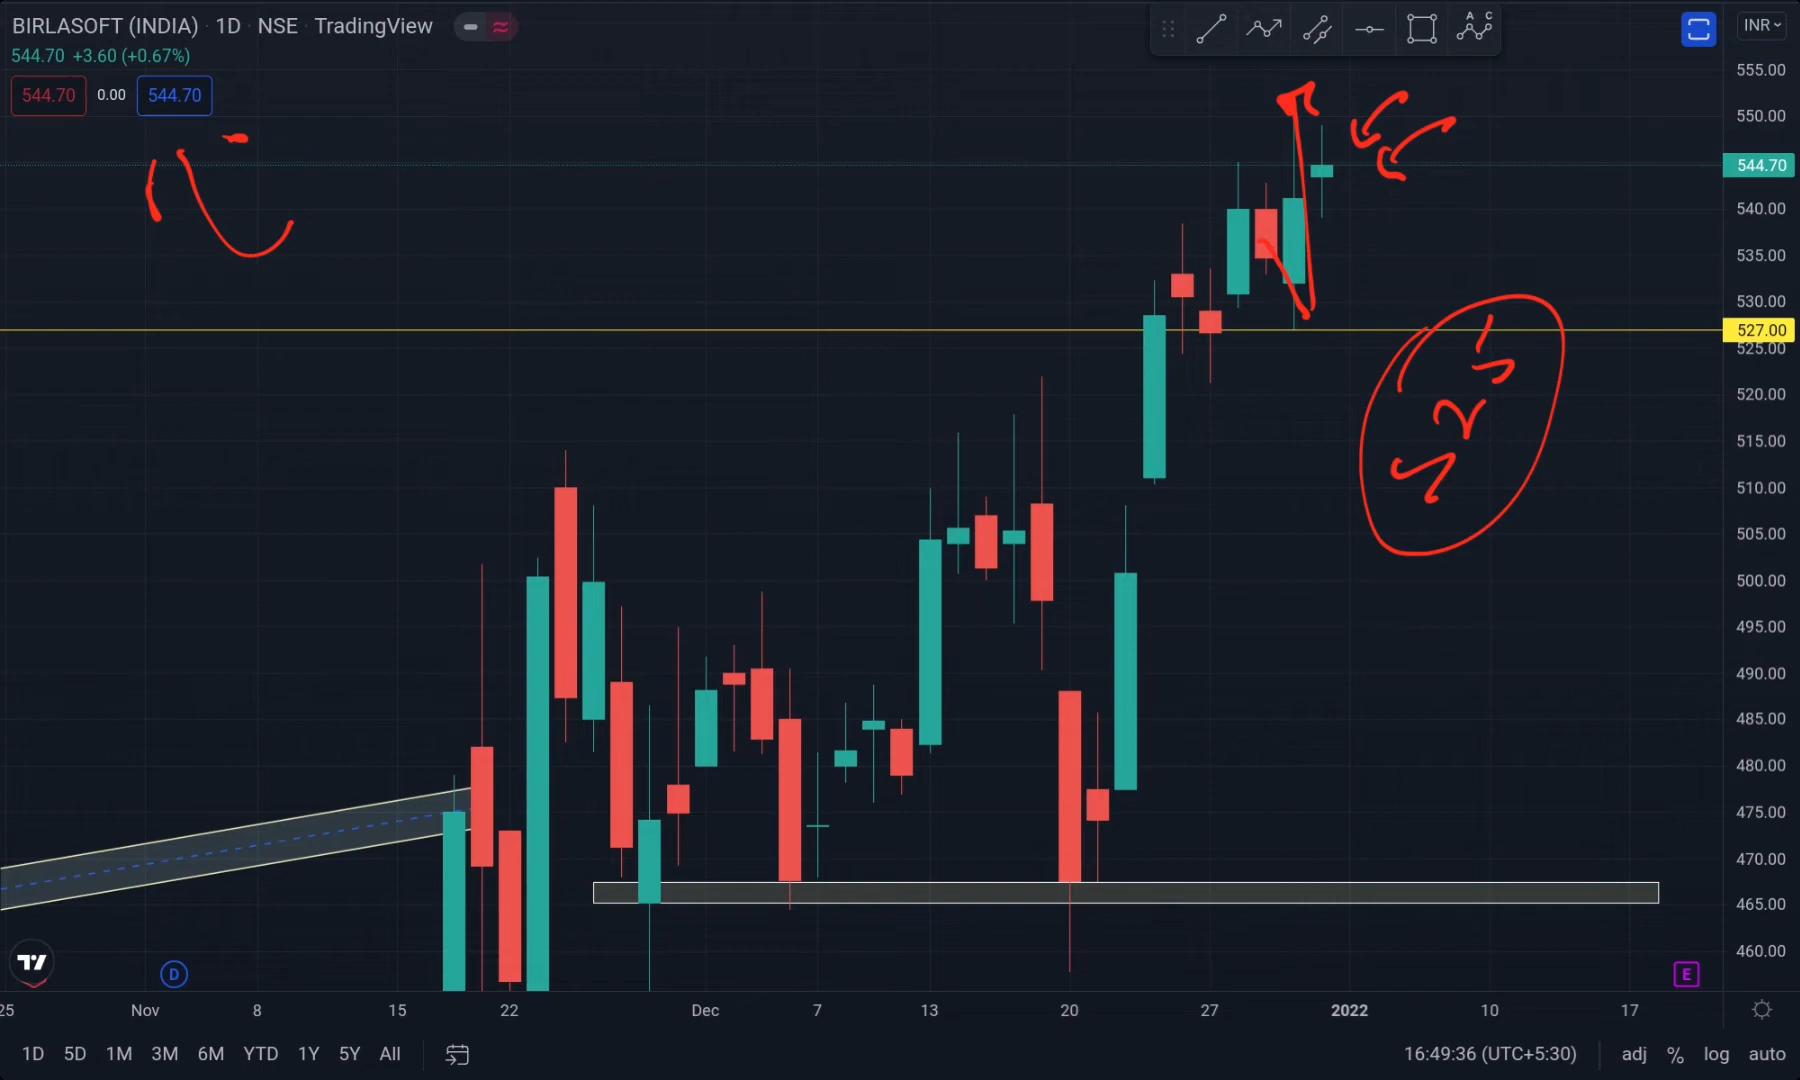 BIRLASOFT (INDIA) · 1D · NSE · TradingView
544.70 +3.60 (+0.67%)
544.70 0.00 544.70
INR
555.00
550.00
544.70
540.00
535.00
530.00
527.00
525.00
520.00
515.00
510.00
505.00
500.00
495.00
490.00
485.00
480.00
475.00
470.00
465.00
460.00
525
A C
D
E
25 Nov 8 15 22 Dec 7 13 20 27 2022 10 17
1D 5D 1M 3M 6M YTD 1Y 5Y All
16:49:36 (UTC+5:30) adj % log auto